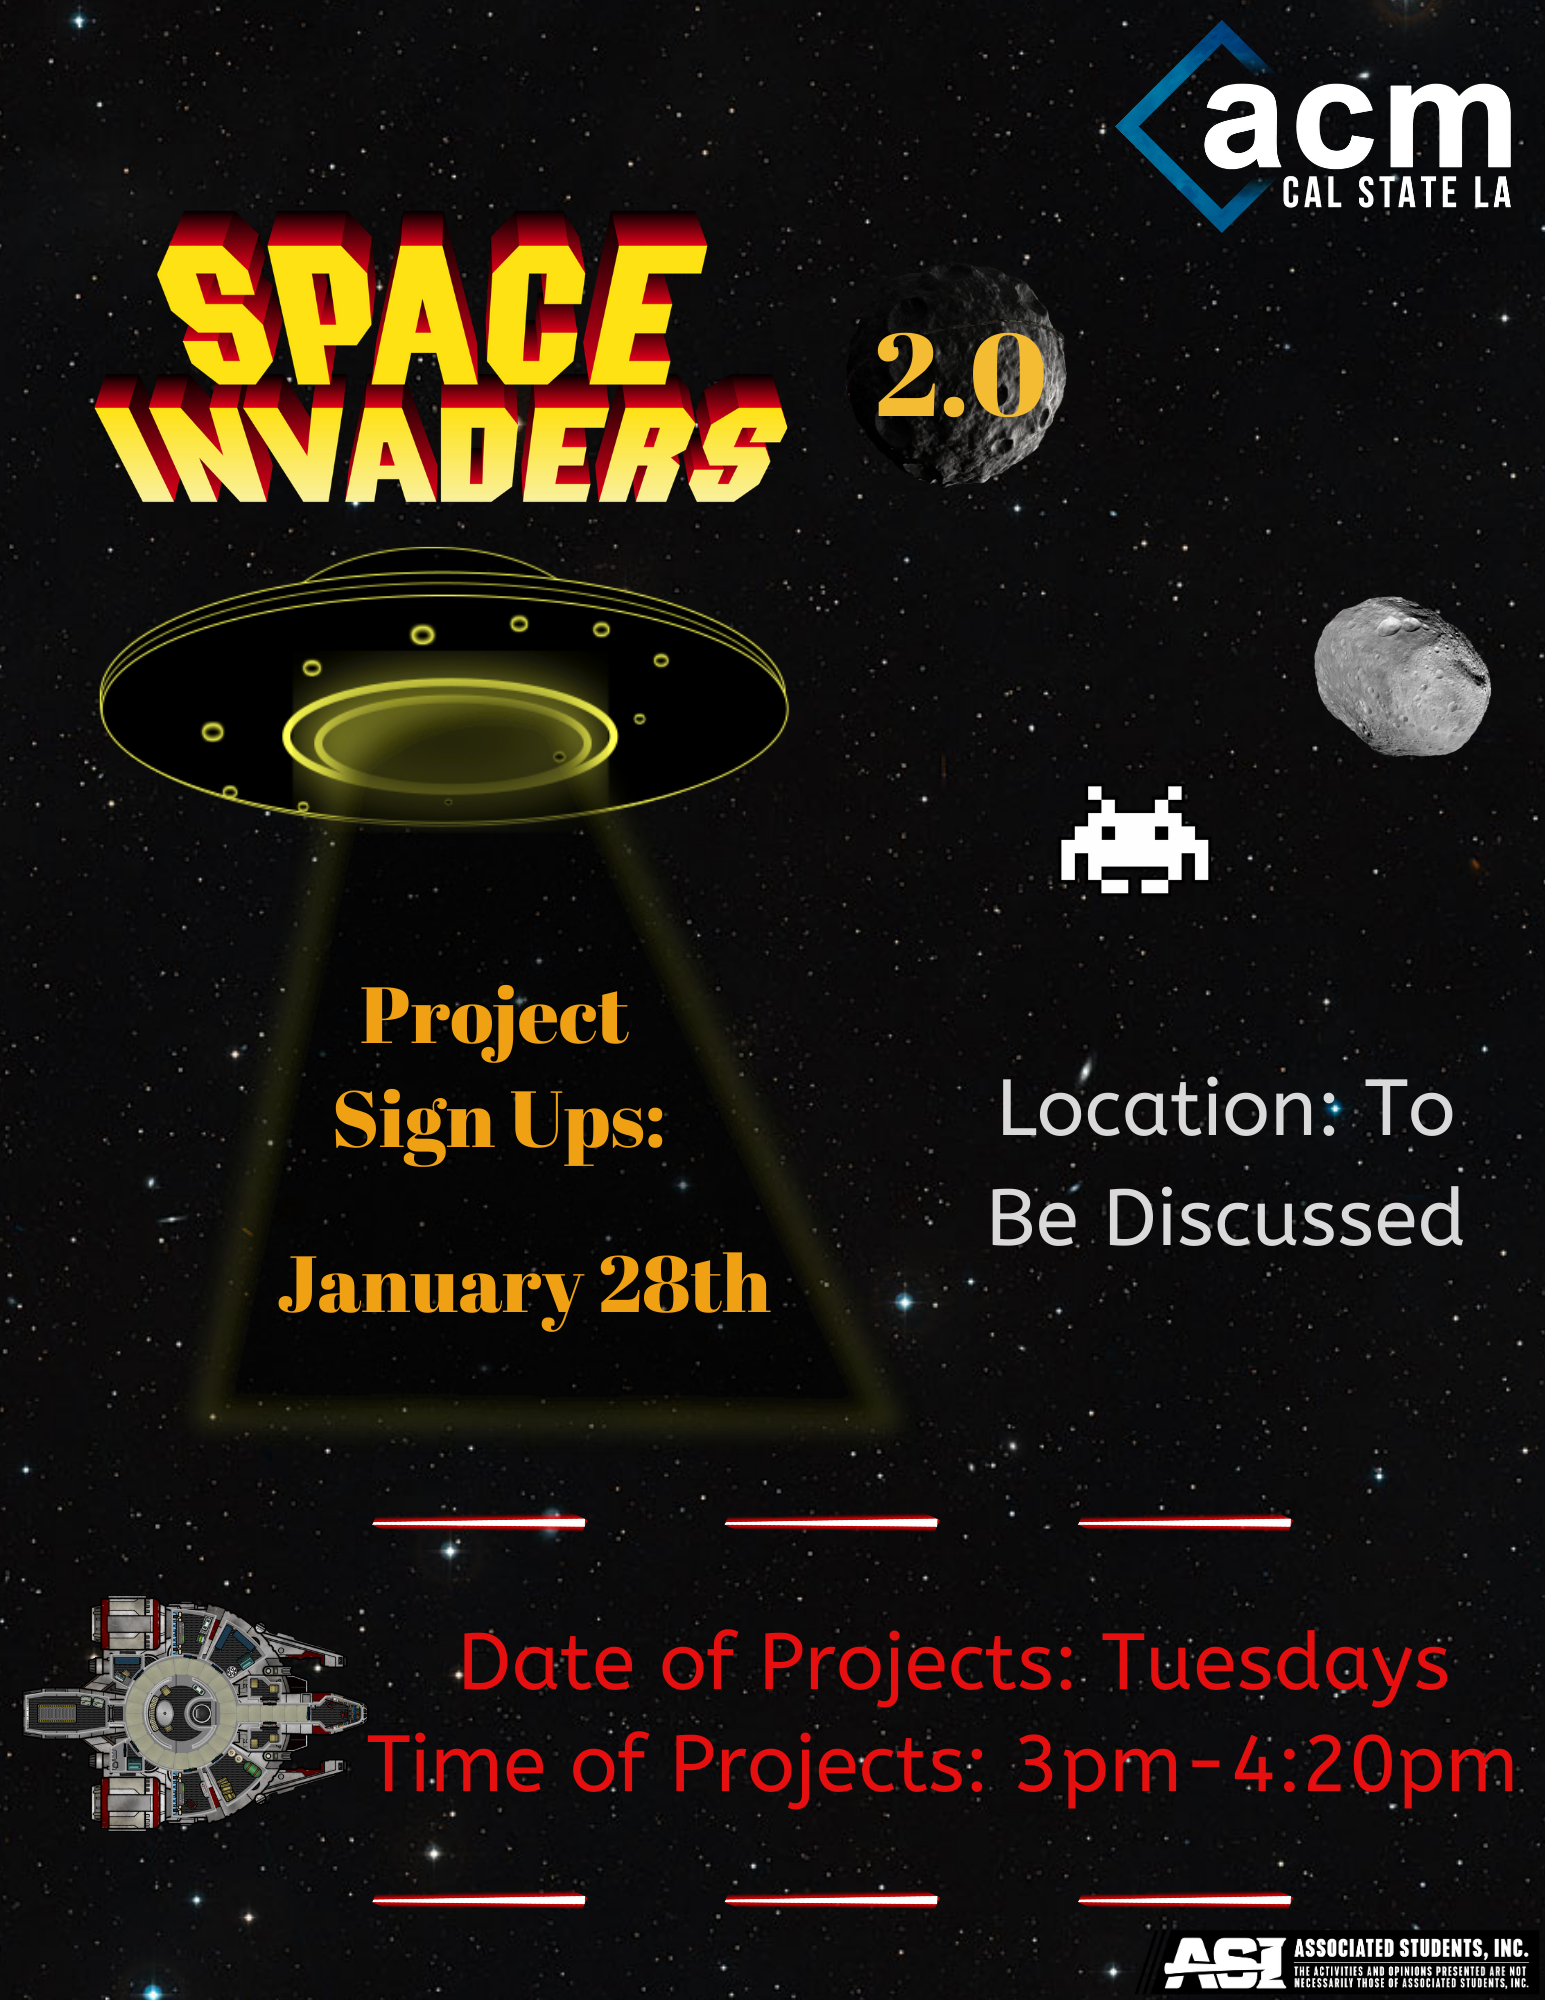 acm
CAL STATE LA
SPACE
INVADERS
2.0
Project
Sign Ups:
January 28th
Location: To
Be Discussed
Date of Projects: Tuesdays
Time of Projects: 3pm-4:20pm
ASI
ASSOCIATED STUDENTS, INC.
THE ACTIVITIES AND OPINIONS PRESENTED ARE NOT
NECESSARILY THOSE OF ASSOCIATED STUDENTS, INC.